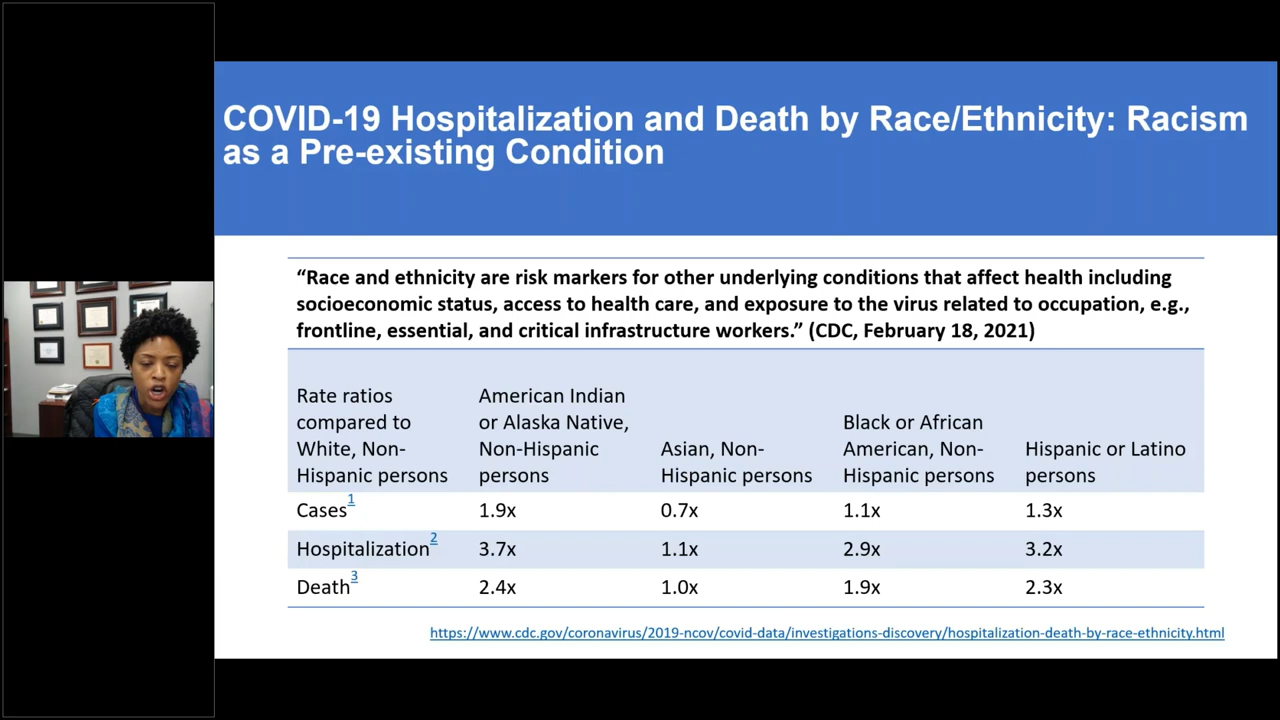 COVID-19 Hospitalization and Death by Race/Ethnicity: Racism
as a Pre-existing Condition
“Race and ethnicity are risk markers for other underlying conditions that affect health including
socioeconomic status, access to health care, and exposure to the virus related to occupation, e.g.,
frontline, essential, and critical infrastructure workers.” (CDC, February 18, 2021)
Rate ratios
compared to
White, Non-
Hispanic persons
American Indian
or Alaska Native,
Non-Hispanic
persons
Asian, Non-
Hispanic persons
Black or African
American, Non-
Hispanic persons
Hispanic or Latino
persons
Cases1 1.9x 0.7x 1.1x 1.3x
Hospitalization2 3.7x 1.1x 2.9x 3.2x
Death3 2.4x 1.0x 1.9x 2.3x
https://www.cdc.gov/coronavirus/2019-ncov/covid-data/investigations-discovery/hospitalization-death-by-race-ethnicity.html